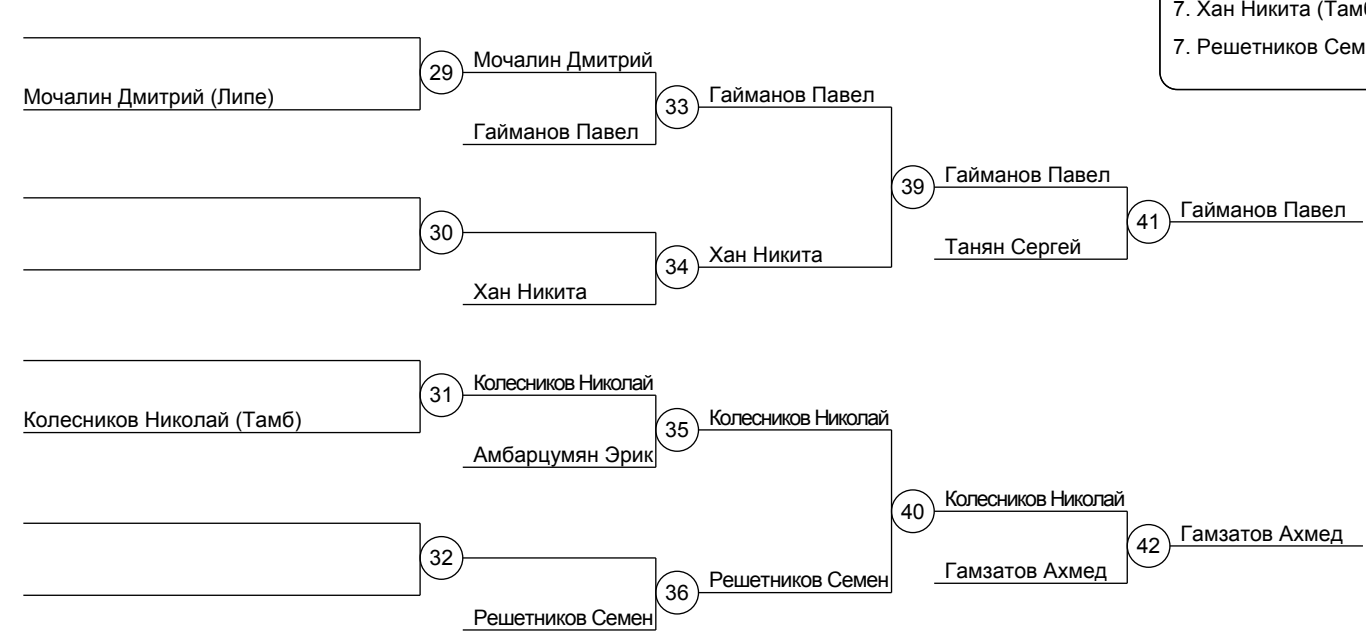 7. Хан Никита
7. Решетников
Мочалин Дмитрий
29
Мочалин Дмитрий (Липе)
Гайманов Павел
33
Гайманов Павел
Гайманов Павел
39
Гайманов Павел
41
30
Хан Никита
34
Танян Сергей
Хан Никита
Колесников Николай
31
Колесников Николай
Колесников Николай (Тамб)
35
Амбарцумян Эрик
Колесников Николай
40
Гамзатов Ахмед
42
32
Решетников Семен
Гамзатов Ахмед
36
Решетников Семен